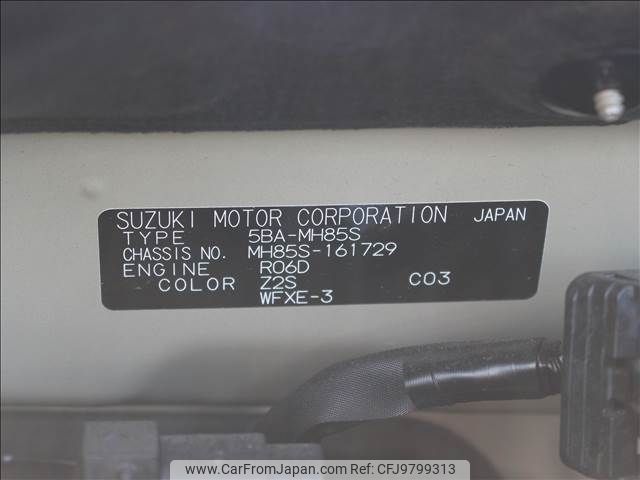 SUZUKI MOTOR CORPORATION JAPAN
TYPE 5BA-MH85S
CHASSIS NO. MH85S-161729
ENGINE R06D
COLOR Z2S C03
WFXE-3
www.CarFromJapan.com CFJ9799313